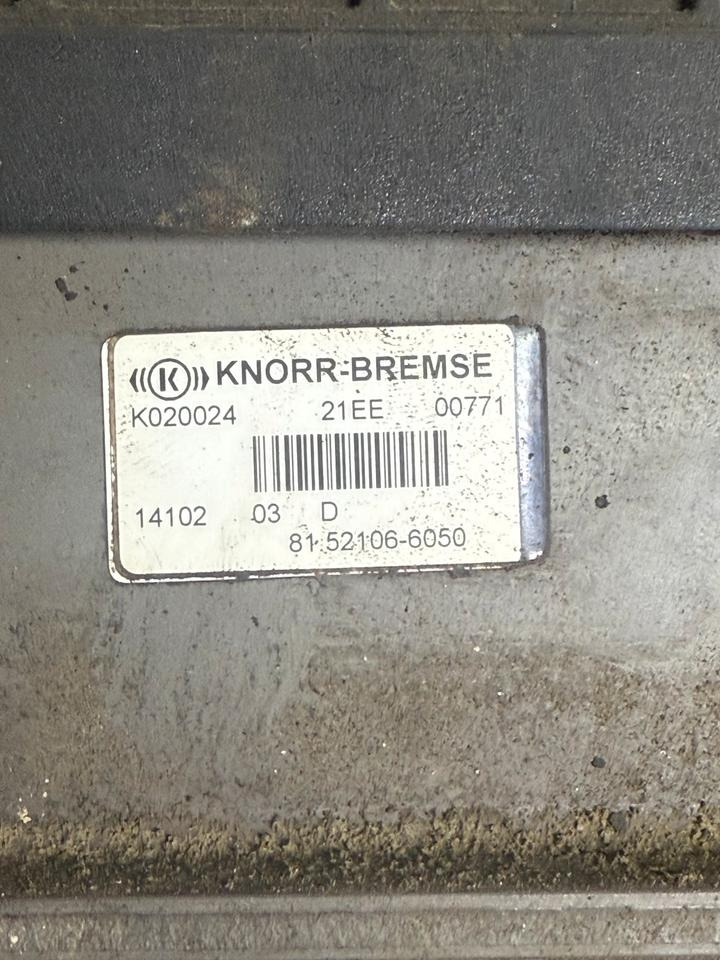 ((K)) KNORR-BREMSE
K020024 21EE 00771
14102 03 D
81.52106-6050